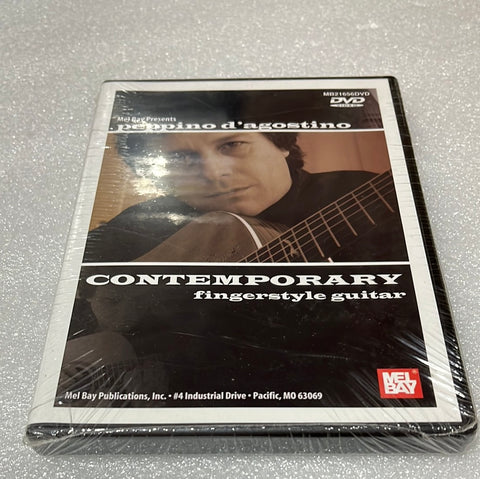 MB21656DVD
DVD
VIDEO
Mel Bay Presents
peppino d'agostino
CONTEMPORARY
fingerstyle guitar
MEL
BAY
Mel Bay Publications, Inc. • #4 Industrial Drive • Pacific, MO 63069